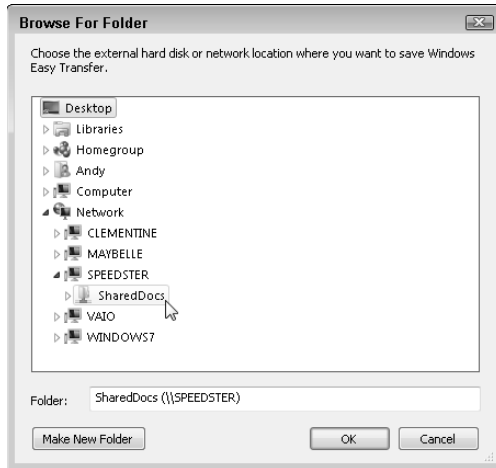 Browse For Folder
Choose the external hard disk or network location where you want to save Windows
Easy Transfer.
Desktop
Libraries
Homegroup
Andy
Computer
Network
CLEMENTINE
MAYBELLE
SPEEDSTER
SharedDocs
VAIO
WINDOWS7
Folder: SharedDocs (\\SPEEDSTER)
Make New Folder OK Cancel